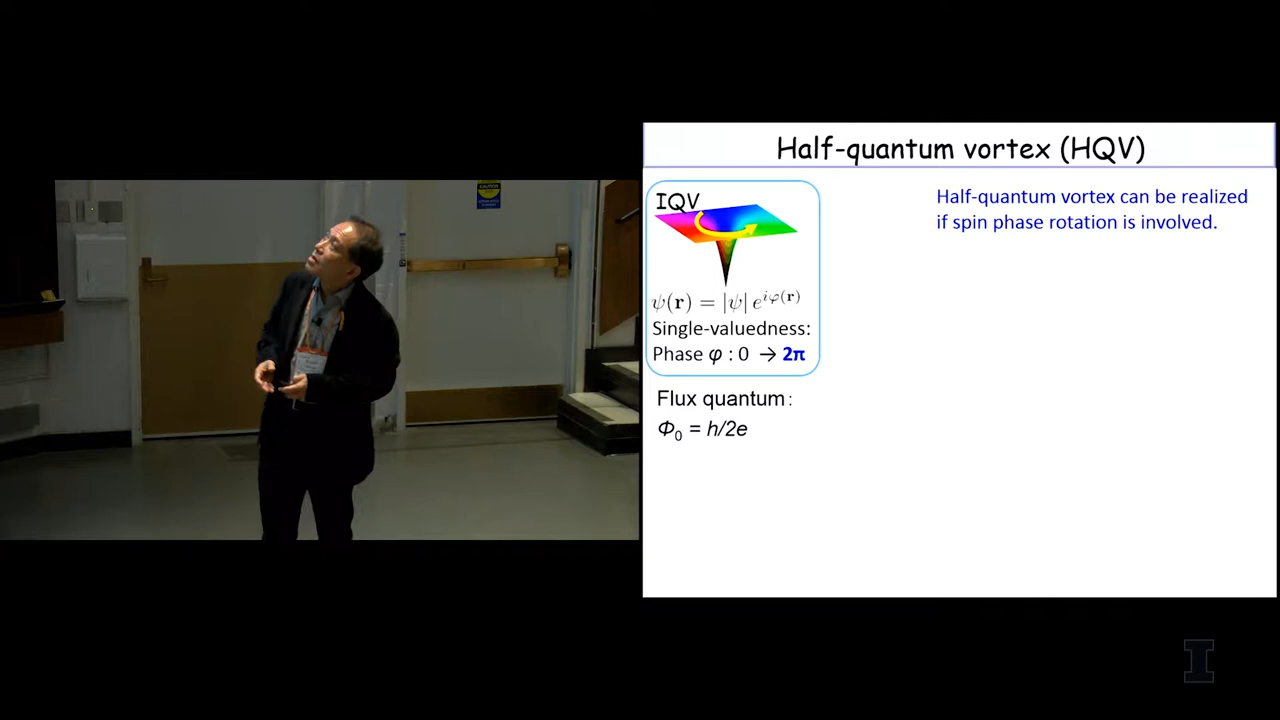 Half-quantum vortex (HQV)
IQV
ψ(r) = |ψ| e^{iφ(r)}
Single-valuedness:
Phase φ : 0 → 2π
Flux quantum:
Φ₀ = h/2e
Half-quantum vortex can be realized
if spin phase rotation is involved.
CAUTION
I